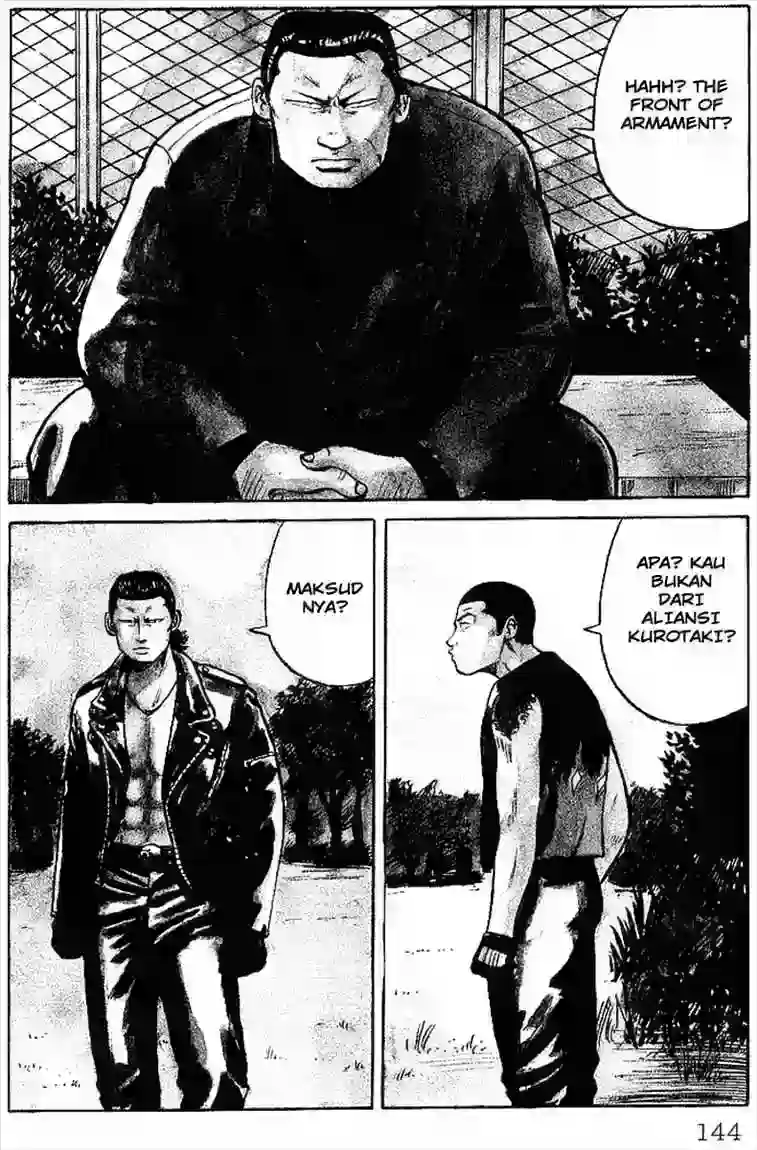 HAHH? THE
FRONT OF
ARMAMENT?
MAKSUD
NYA?
APA? KAU
BUKAN
DARI
ALIANSI
KUROTAKI?
144